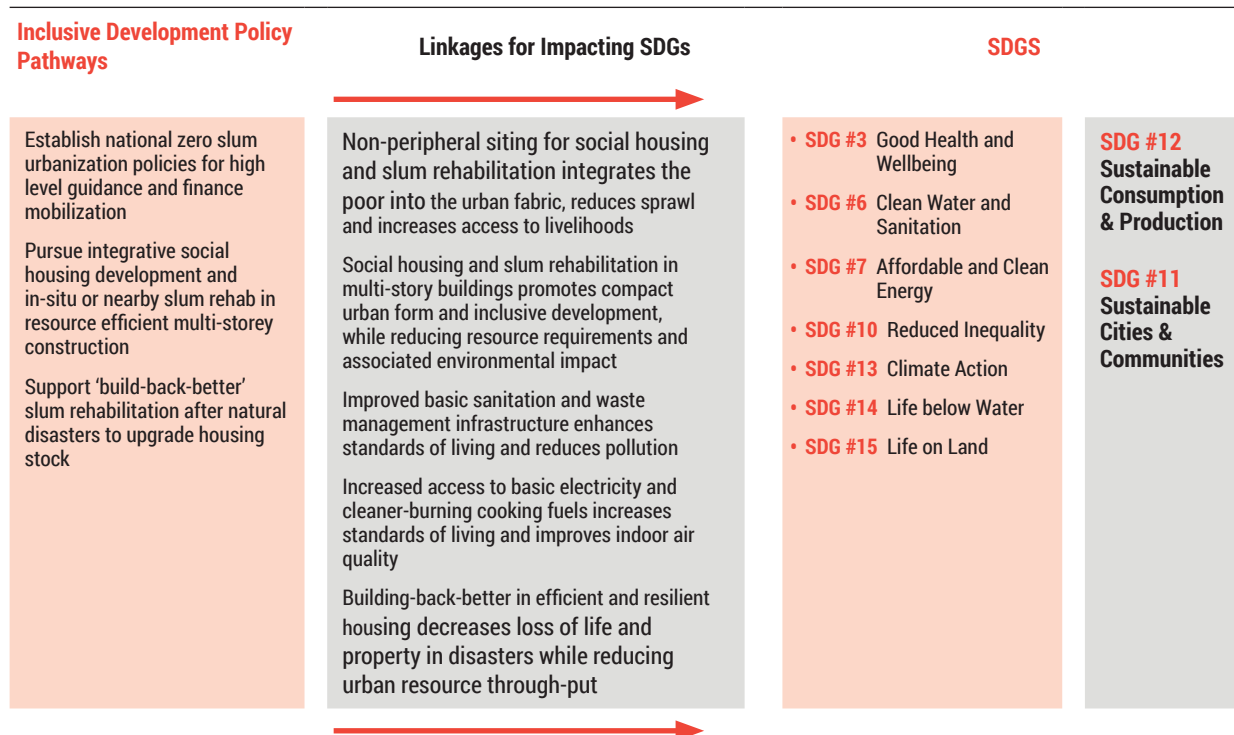 Inclusive Development Policy
Pathways
Linkages for Impacting SDGs
SDGS
Establish national zero slum
urbanization policies for high
level guidance and finance
mobilization
Pursue integrative social
housing development and
in-situ or nearby slum rehab in
resource efficient multi-storey
construction
Support ‘build-back-better’
slum rehabilitation after natural
disasters to upgrade housing
stock
Non-peripheral siting for social housing
and slum rehabilitation integrates the
poor into the urban fabric, reduces sprawl
and increases access to livelihoods
Social housing and slum rehabilitation in
multi-story buildings promotes compact
urban form and inclusive development,
while reducing resource requirements and
associated environmental impact
Improved basic sanitation and waste
management infrastructure enhances
standards of living and reduces pollution
Increased access to basic electricity and
cleaner-burning cooking fuels increases
standards of living and improves indoor air
quality
Building-back-better in efficient and resilient
housing decreases loss of life and
property in disasters while reducing
urban resource through-put
• SDG #3 Good Health and
Wellbeing
• SDG #6 Clean Water and
Sanitation
• SDG #7 Affordable and Clean
Energy
• SDG #10 Reduced Inequality
• SDG #13 Climate Action
• SDG #14 Life below Water
• SDG #15 Life on Land
SDG #12
Sustainable
Consumption
& Production
SDG #11
Sustainable
Cities &
Communities